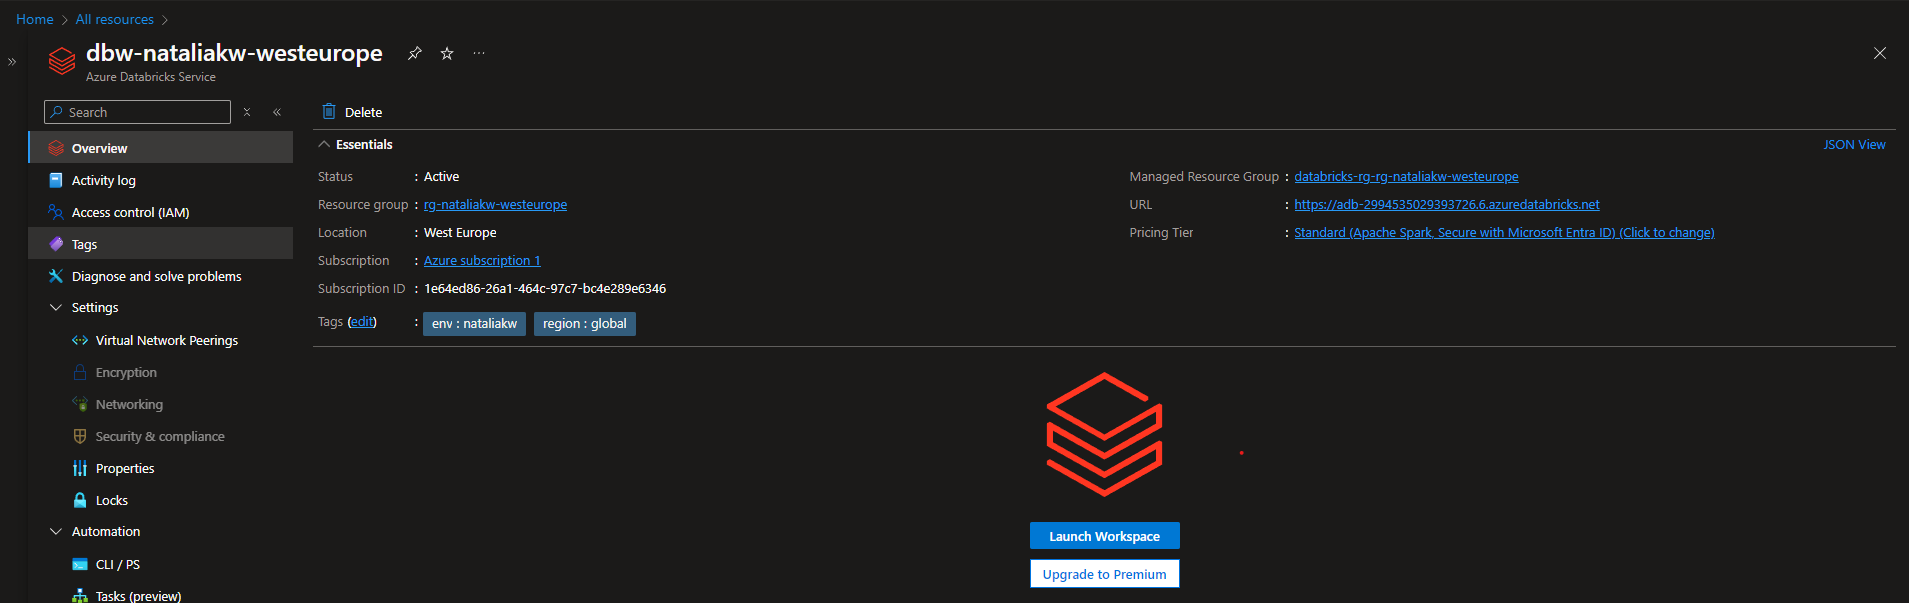 Home > All resources >
dbw-nataliakw-westeurope
Azure Databricks Service
Search
Delete
Overview
Activity log
Access control (IAM)
Tags
Diagnose and solve problems
Settings
Virtual Network Peerings
Encryption
Networking
Security & compliance
Properties
Locks
Automation
CLI / PS
Tasks (preview)
Essentials
JSON View
Status : Active
Resource group : rg-nataliakw-westeurope
Location : West Europe
Subscription : Azure subscription 1
Subscription ID : 1e64ed86-26a1-464c-97c7-bc4e289e6346
Tags (edit) : env : nataliakw region : global
Managed Resource Group : databricks-rg-rg-nataliakw-westeurope
URL : https://adb-2994535029393726.6.azuredatabricks.net
Pricing Tier : Standard (Apache Spark, Secure with Microsoft Entra ID) (Click to change)
Launch Workspace
Upgrade to Premium